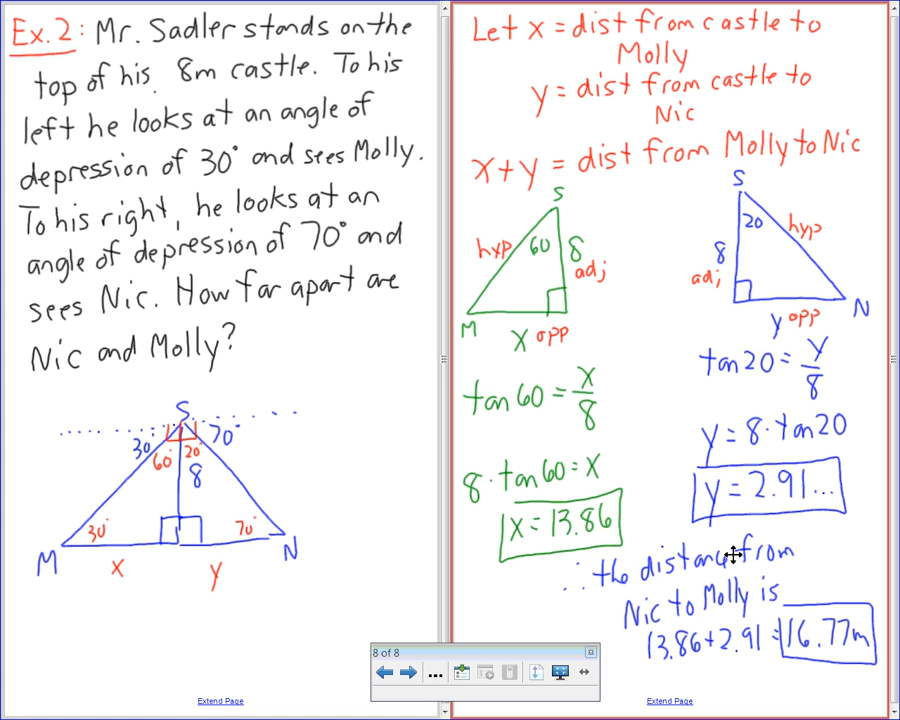 Ex.2: Mr. Sadler stands on the
top of his 8m castle. To his
left he looks at an angle of
depression of 30° and sees Molly.
To his right, he looks at an
angle of depression of 70° and
sees Nic. How far apart are
Nic and Molly?
S
30° 70°
60° 20°
8
30° 70°
M N
x y
Extend Page
Let x = dist from castle to
Molly
y = dist from castle to
Nic
x+y = dist from Molly to Nic
S
hyp 60 8
adj
M
x opp
tan 60 = x/8
8·tan 60 = x
x = 13.86
S
20 hyp
8
adj
N
y opp
tan 20 = y/8
y = 8·tan 20
y = 2.91...
∴ the distance from
Nic to Molly is
13.86+2.91 = 16.77m
8 of 8
...
Extend Page